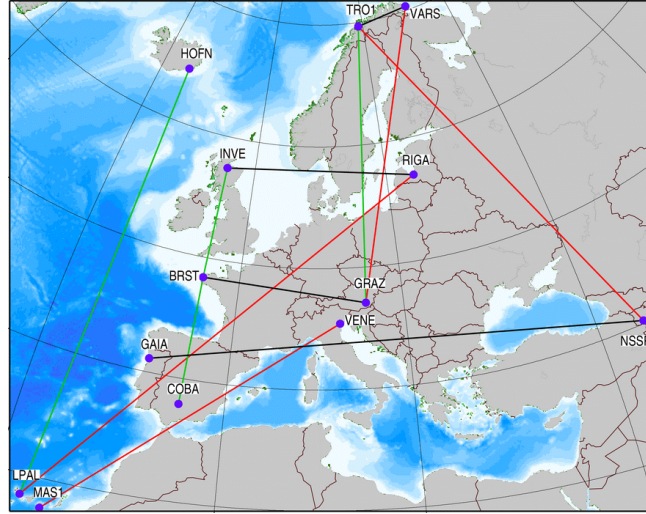 TRO1
VARS
HOFN
INVE
RIGA
BRST
GRAZ
VENE
GAIA
NSSP
COBA
LPAL
MAS1